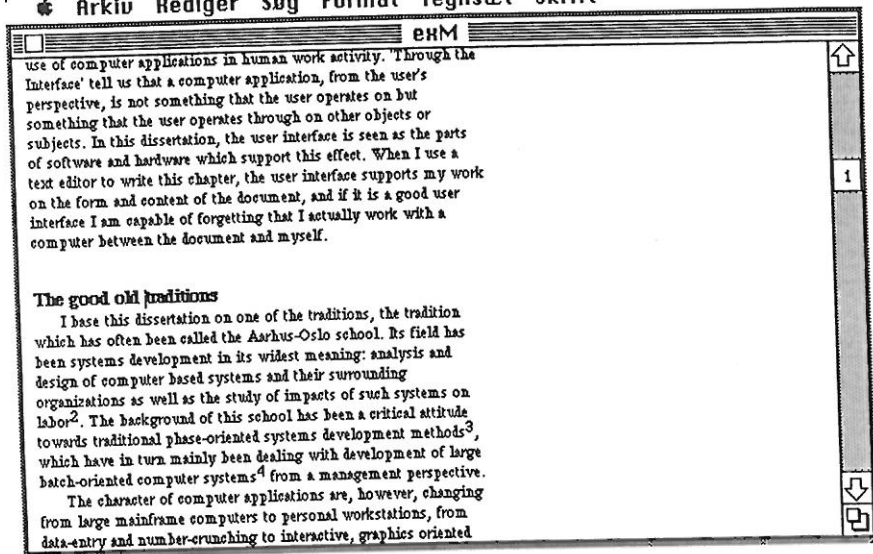 Arkiv Rediger Søg Format Tegnsæt Skrift
exM
use of computer applications in human work activity. 'Through the
Interface' tell us that a computer application, from the user's
perspective, is not something that the user operates on but
something that the user operates through on other objects or
subjects. In this dissertation, the user interface is seen as the parts
of software and hardware which support this effect. When I use a
text editor to write this chapter, the user interface supports my work
on the form and content of the document, and if it is a good user
interface I am capable of forgetting that I actually work with a
computer between the document and myself.
The good old traditions
I base this dissertation on one of the traditions, the tradition
which has often been called the Aarhus-Oslo school. Its field has
been systems development in its widest meaning: analysis and
design of computer based systems and their surrounding
organizations as well as the study of impacts of such systems on
labor2. The background of this school has been a critical attitude
towards traditional phase-oriented systems development methods3,
which have in turn mainly been dealing with development of large
batch-oriented computer systems4 from a management perspective.
The character of computer applications are, however, changing
from large mainframe computers to personal workstations, from
data-entry and number-crunching to interactive, graphics oriented
1